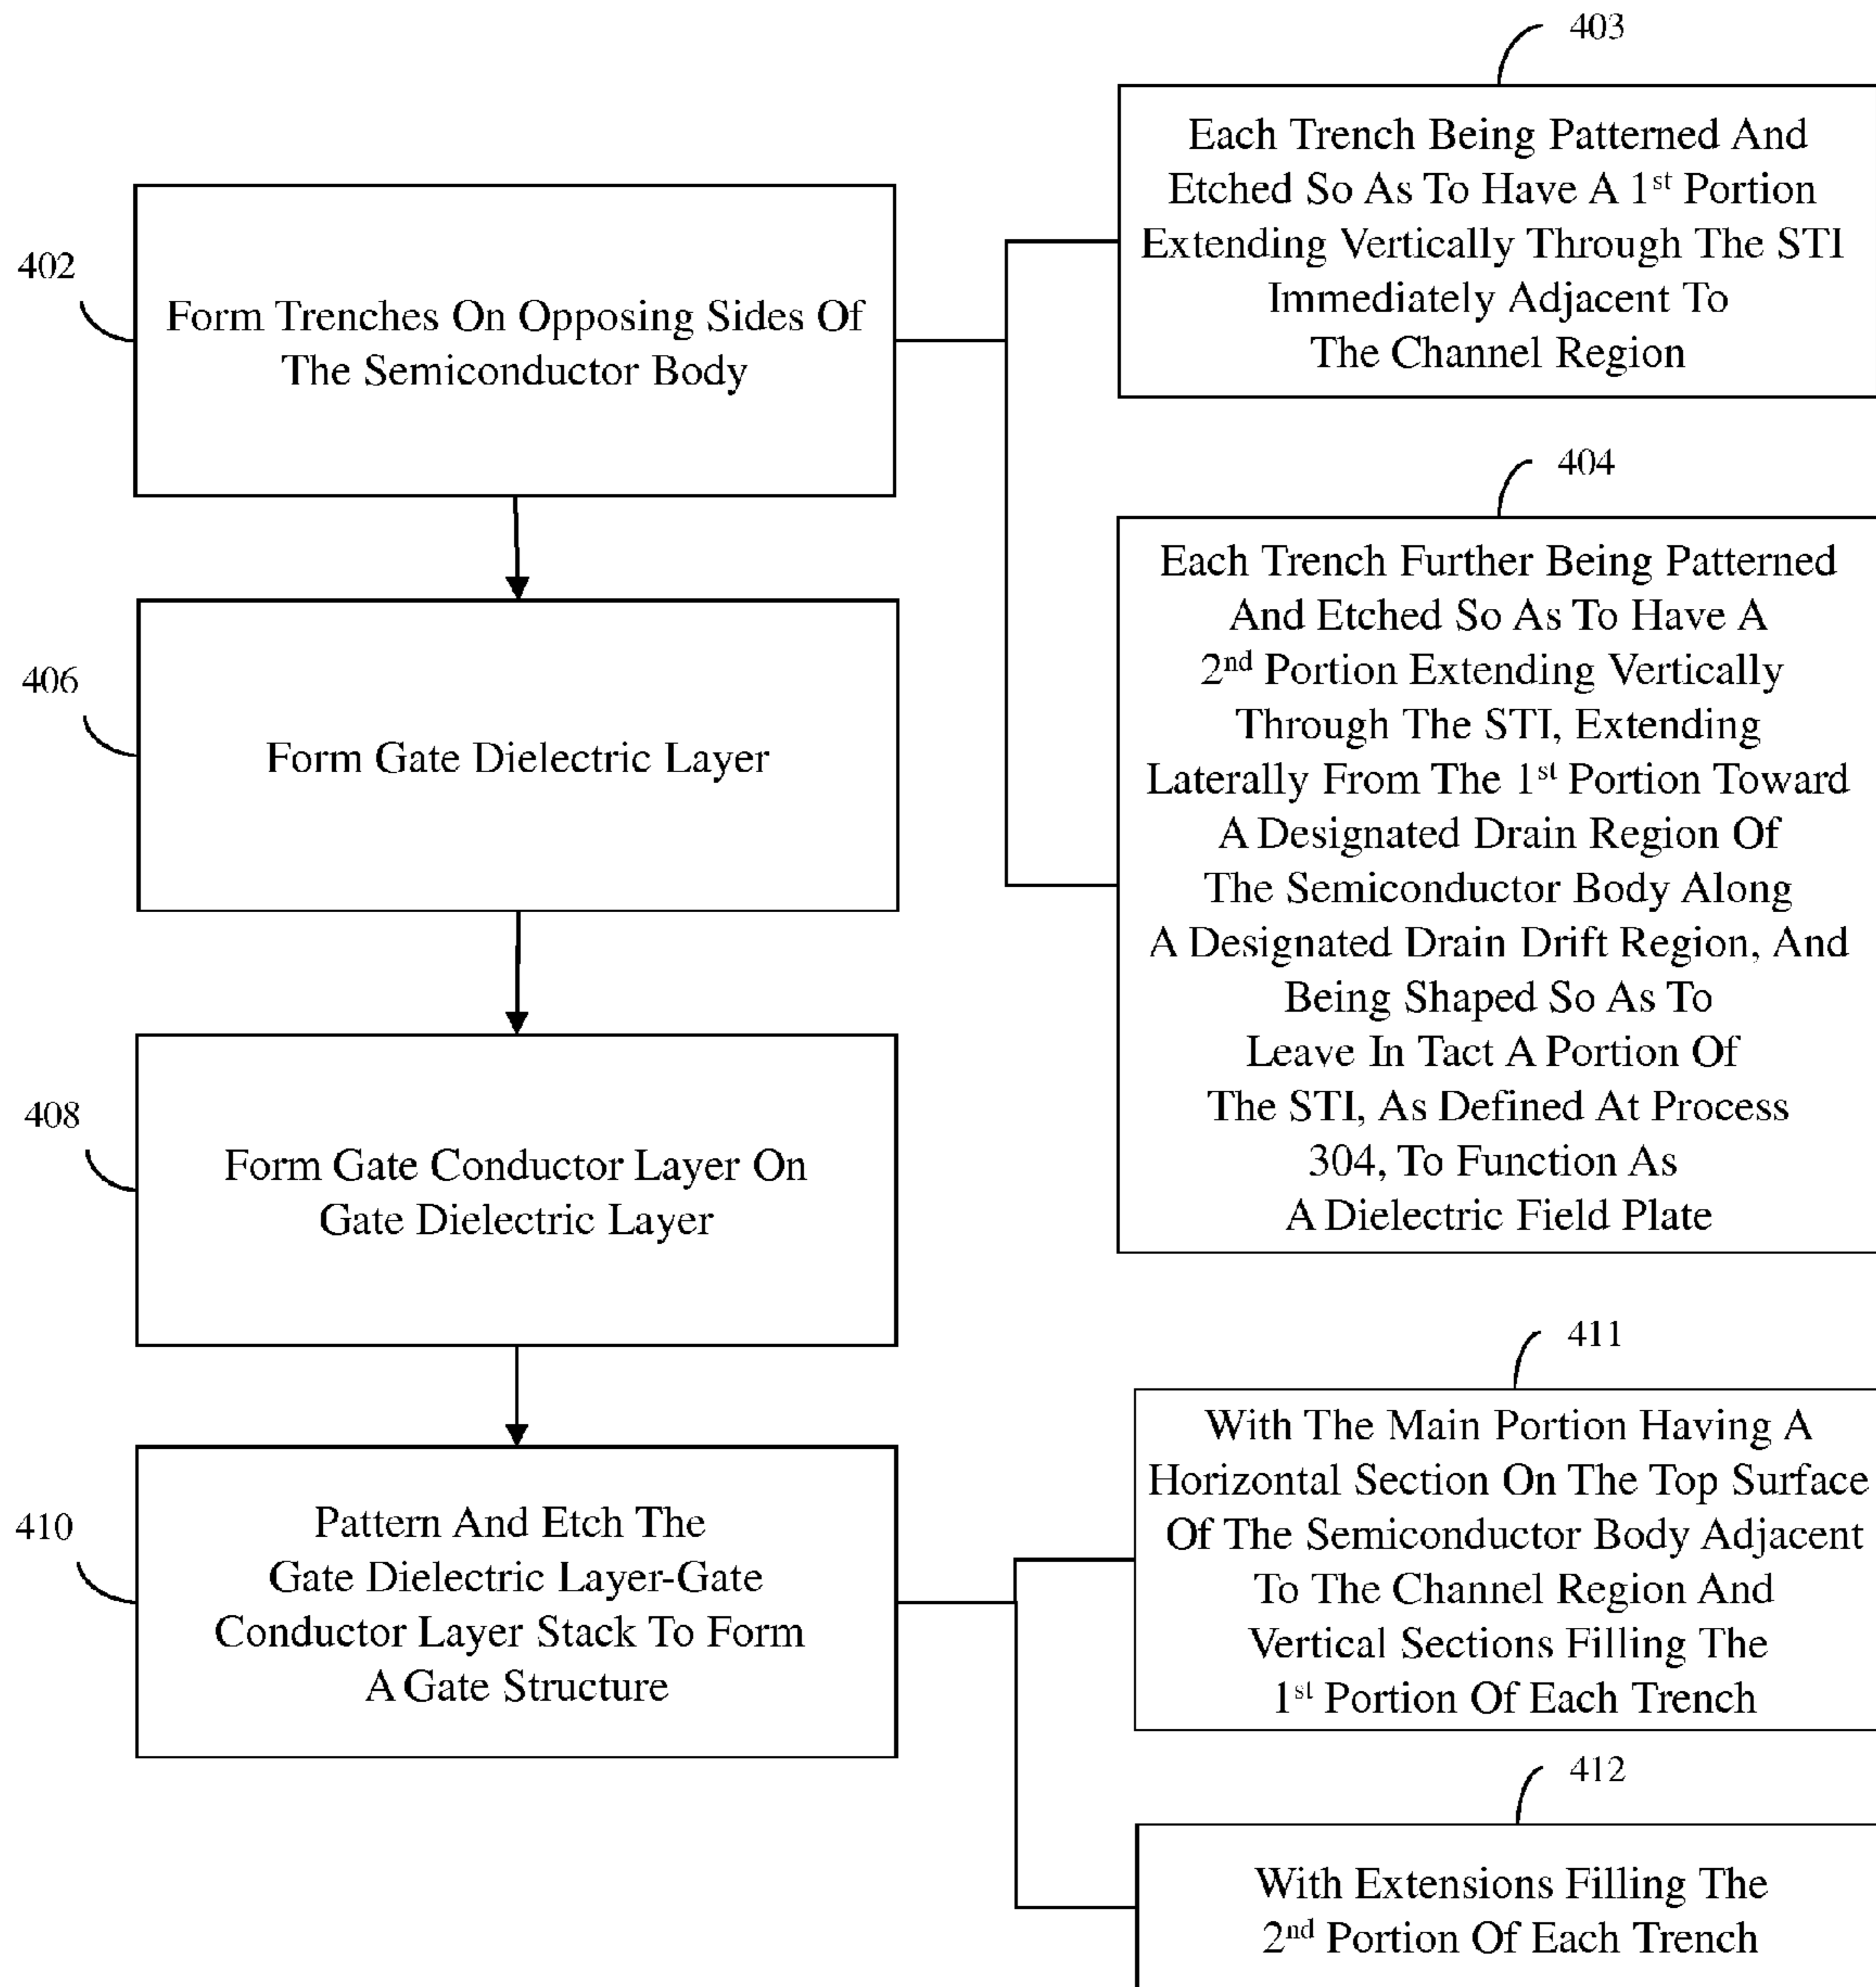 403
Each Trench Being Patterned And
Etched So As To Have A 1st Portion
Extending Vertically Through The STI
Immediately Adjacent To
The Channel Region
402
Form Trenches On Opposing Sides Of
The Semiconductor Body
404
Each Trench Further Being Patterned
And Etched So As To Have A
2nd Portion Extending Vertically
Through The STI, Extending
Laterally From The 1st Portion Toward
A Designated Drain Region Of
The Semiconductor Body Along
A Designated Drain Drift Region, And
Being Shaped So As To
Leave In Tact A Portion Of
The STI, As Defined At Process
304, To Function As
A Dielectric Field Plate
406
Form Gate Dielectric Layer
408
Form Gate Conductor Layer On
Gate Dielectric Layer
410
Pattern And Etch The
Gate Dielectric Layer-Gate
Conductor Layer Stack To Form
A Gate Structure
411
With The Main Portion Having A
Horizontal Section On The Top Surface
Of The Semiconductor Body Adjacent
To The Channel Region And
Vertical Sections Filling The
1st Portion Of Each Trench
412
With Extensions Filling The
2nd Portion Of Each Trench